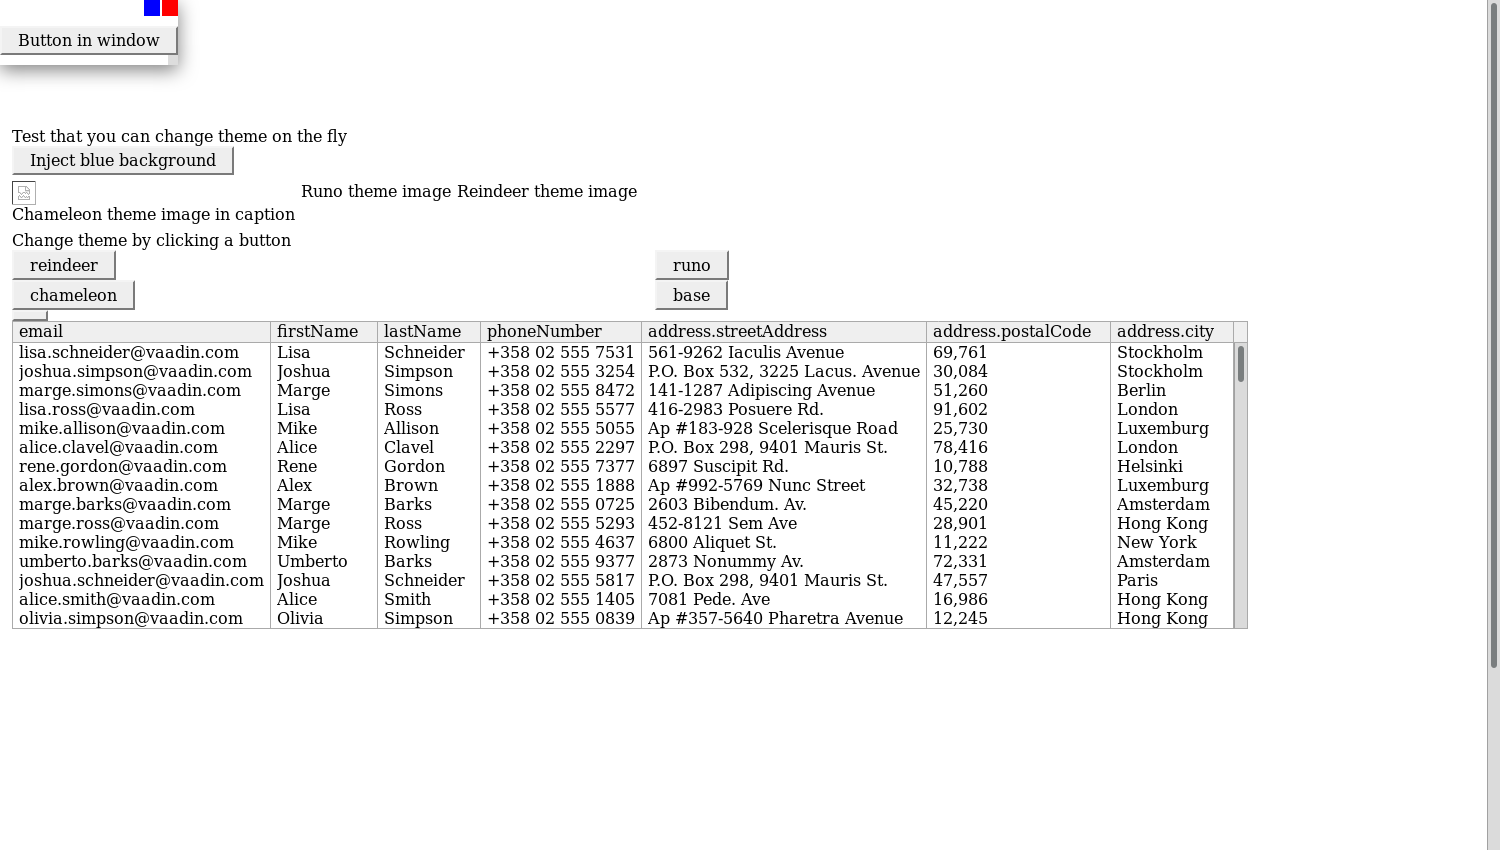 Button in window
Test that you can change theme on the fly
Inject blue background
Runo theme image Reindeer theme image
Chameleon theme image in caption
Change theme by clicking a button
reindeer runo
chameleon base
email firstName lastName phoneNumber address.streetAddress address.postalCode address.city
lisa.schneider@vaadin.com Lisa Schneider +358 02 555 7531 561-9262 Iaculis Avenue 69,761 Stockholm
joshua.simpson@vaadin.com Joshua Simpson +358 02 555 3254 P.O. Box 532, 3225 Lacus. Avenue 30,084 Stockholm
marge.simons@vaadin.com Marge Simons +358 02 555 8472 141-1287 Adipiscing Avenue 51,260 Berlin
lisa.ross@vaadin.com Lisa Ross +358 02 555 5577 416-2983 Posuere Rd. 91,602 London
mike.allison@vaadin.com Mike Allison +358 02 555 5055 Ap #183-928 Scelerisque Road 25,730 Luxemburg
alice.clavel@vaadin.com Alice Clavel +358 02 555 2297 P.O. Box 298, 9401 Mauris St. 78,416 London
rene.gordon@vaadin.com Rene Gordon +358 02 555 7377 6897 Suscipit Rd. 10,788 Helsinki
alex.brown@vaadin.com Alex Brown +358 02 555 1888 Ap #992-5769 Nunc Street 32,738 Luxemburg
marge.barks@vaadin.com Marge Barks +358 02 555 0725 2603 Bibendum. Av. 45,220 Amsterdam
marge.ross@vaadin.com Marge Ross +358 02 555 5293 452-8121 Sem Ave 28,901 Hong Kong
mike.rowling@vaadin.com Mike Rowling +358 02 555 4637 6800 Aliquet St. 11,222 New York
umberto.barks@vaadin.com Umberto Barks +358 02 555 9377 2873 Nonummy Av. 72,331 Amsterdam
joshua.schneider@vaadin.com Joshua Schneider +358 02 555 5817 P.O. Box 298, 9401 Mauris St. 47,557 Paris
alice.smith@vaadin.com Alice Smith +358 02 555 1405 7081 Pede. Ave 16,986 Hong Kong
olivia.simpson@vaadin.com Olivia Simpson +358 02 555 0839 Ap #357-5640 Pharetra Avenue 12,245 Hong Kong